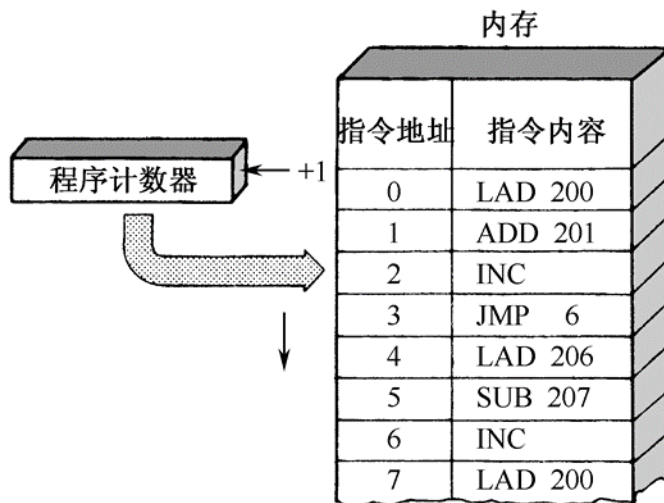 内存
指令地址 指令内容
程序计数器
+1
0 LAD 200
1 ADD 201
2 INC
3 JMP 6
4 LAD 206
5 SUB 207
6 INC
7 LAD 200